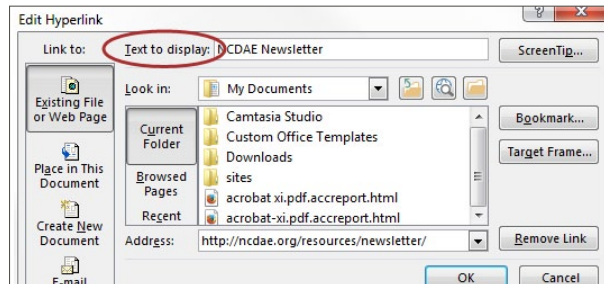 Edit Hyperlink
Link to:
Text to display: NCDAE Newsletter
ScreenTip...
Existing File
or Web Page
Look in: My Documents
Current
Folder
Camtasia Studio
Custom Office Templates
Downloads
sites
acrobat xi.pdf.accreport.html
acrobat-xi.pdf.accreport.html
Bookmark...
Target Frame...
Place in This
Document
Browsed
Pages
Recent
Create New
Document
Address: http://ncdae.org/resources/newsletter/
Remove Link
E-mail
OK
Cancel